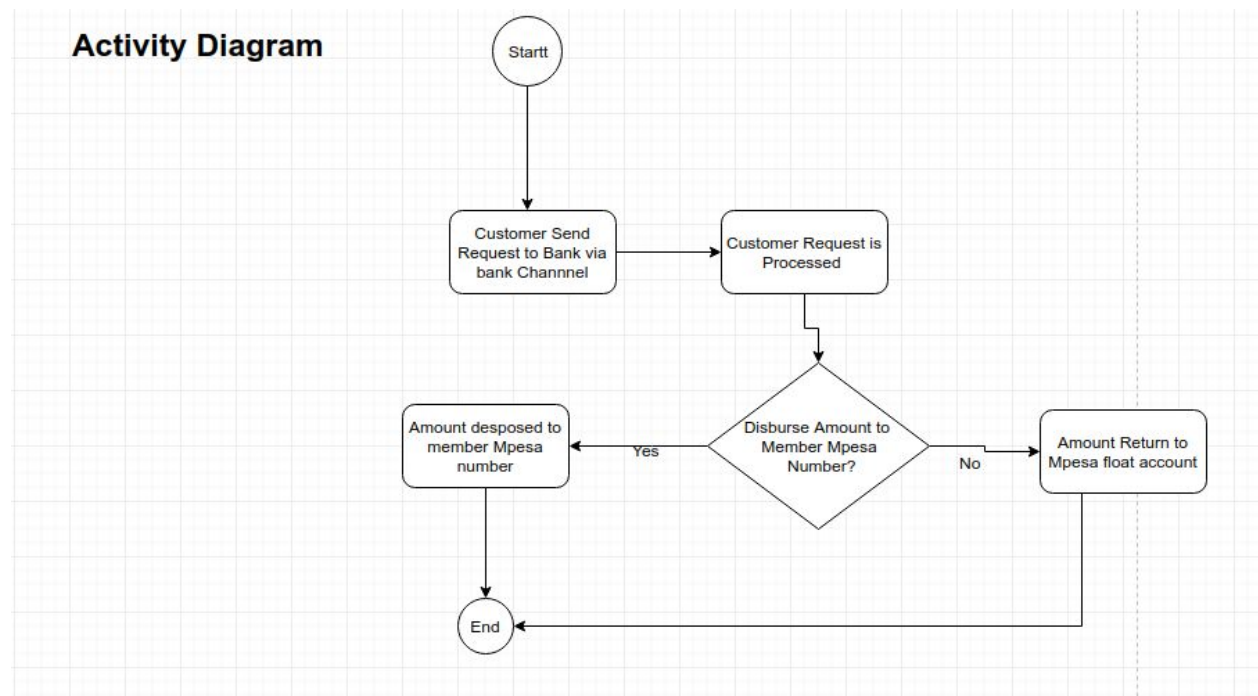 Activity Diagram
Startt
Customer Send
Request to Bank via
bank Channnel
Customer Request is
Processed
Amount desposed to
member Mpesa
number
Yes
Disburse Amount to
Member Mpesa
Number?
No
Amount Return to
Mpesa float account
End